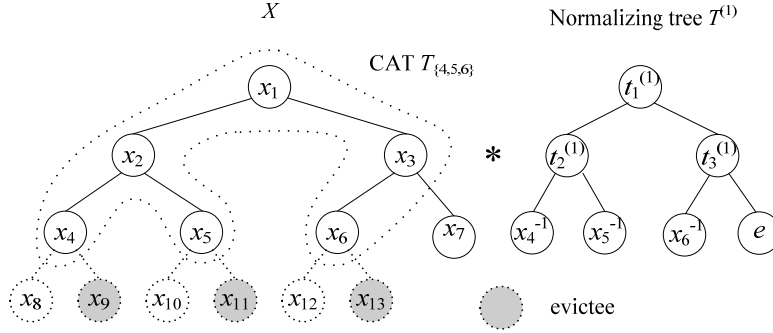 X Normalizing tree T⁽¹⁾
CAT T{4,5,6}
x₁ t₁⁽¹⁾
x₂ x₃ * t₂⁽¹⁾ t₃⁽¹⁾
x₄ x₅ x₆ x₇ x₄⁻¹ x₅⁻¹ x₆⁻¹ e
x₈ x₉ x₁₀ x₁₁ x₁₂ x₁₃ evictee